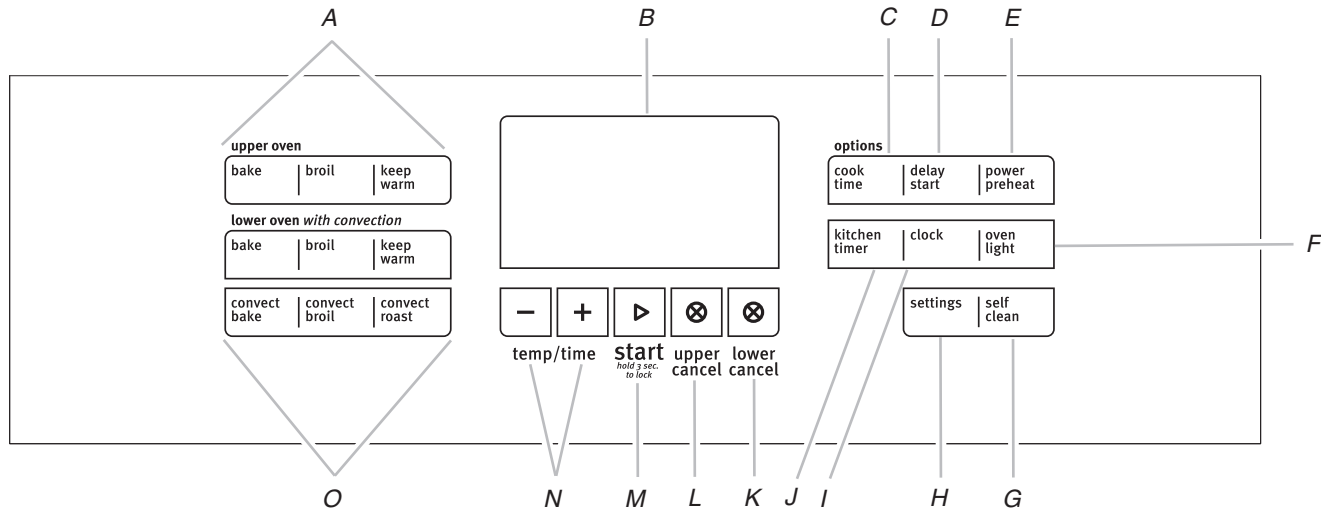 A B C D E
upper oven
bake broil keep warm
lower oven with convection
bake broil keep warm
convect bake convect broil convect roast
− +
temp/time
start
hold 3 sec.
to lock
upper
cancel
lower
cancel
options
cook time delay start power preheat
kitchen timer clock oven light
F
settings self clean
O N M L K J I H G